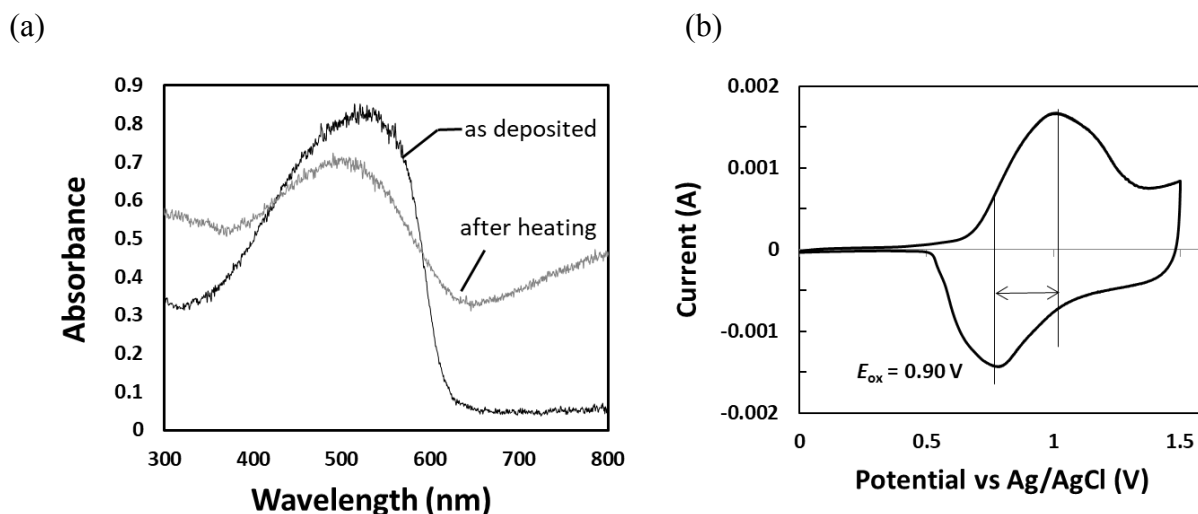 (a)
(b)
0.9
0.8
0.7
0.6
0.5
0.4
0.3
0.2
0.1
0
300 400 500 600 700 800
Absorbance
Wavelength (nm)
as deposited
after heating
0.002
0.001
0
-0.001
-0.002
0 0.5 1 1.5
Current (A)
Potential vs Ag/AgCl (V)
Eox = 0.90 V